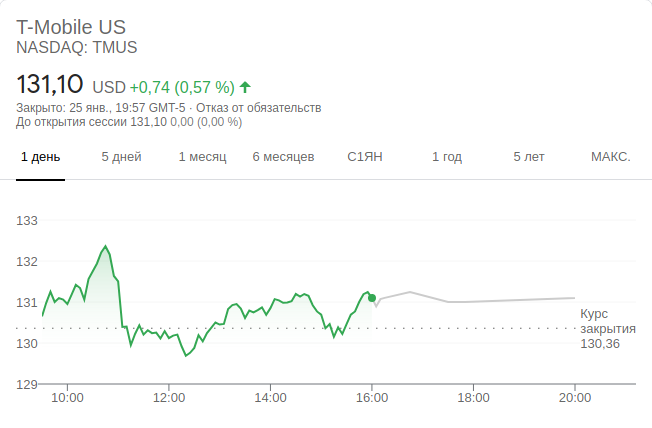 T-Mobile US
NASDAQ: TMUS
131,10 USD +0,74 (0,57 %)
Закрыто: 25 янв., 19:57 GMT-5 · Отказ от обязательств
До открытия сессии 131,10 0,00 (0,00 %)
1 день 5 дней 1 месяц 6 месяцев С1ЯН 1 год 5 лет МАКС.
133
132
131
Курс
закрытия
130,36
130
129
10:00 12:00 14:00 16:00 18:00 20:00